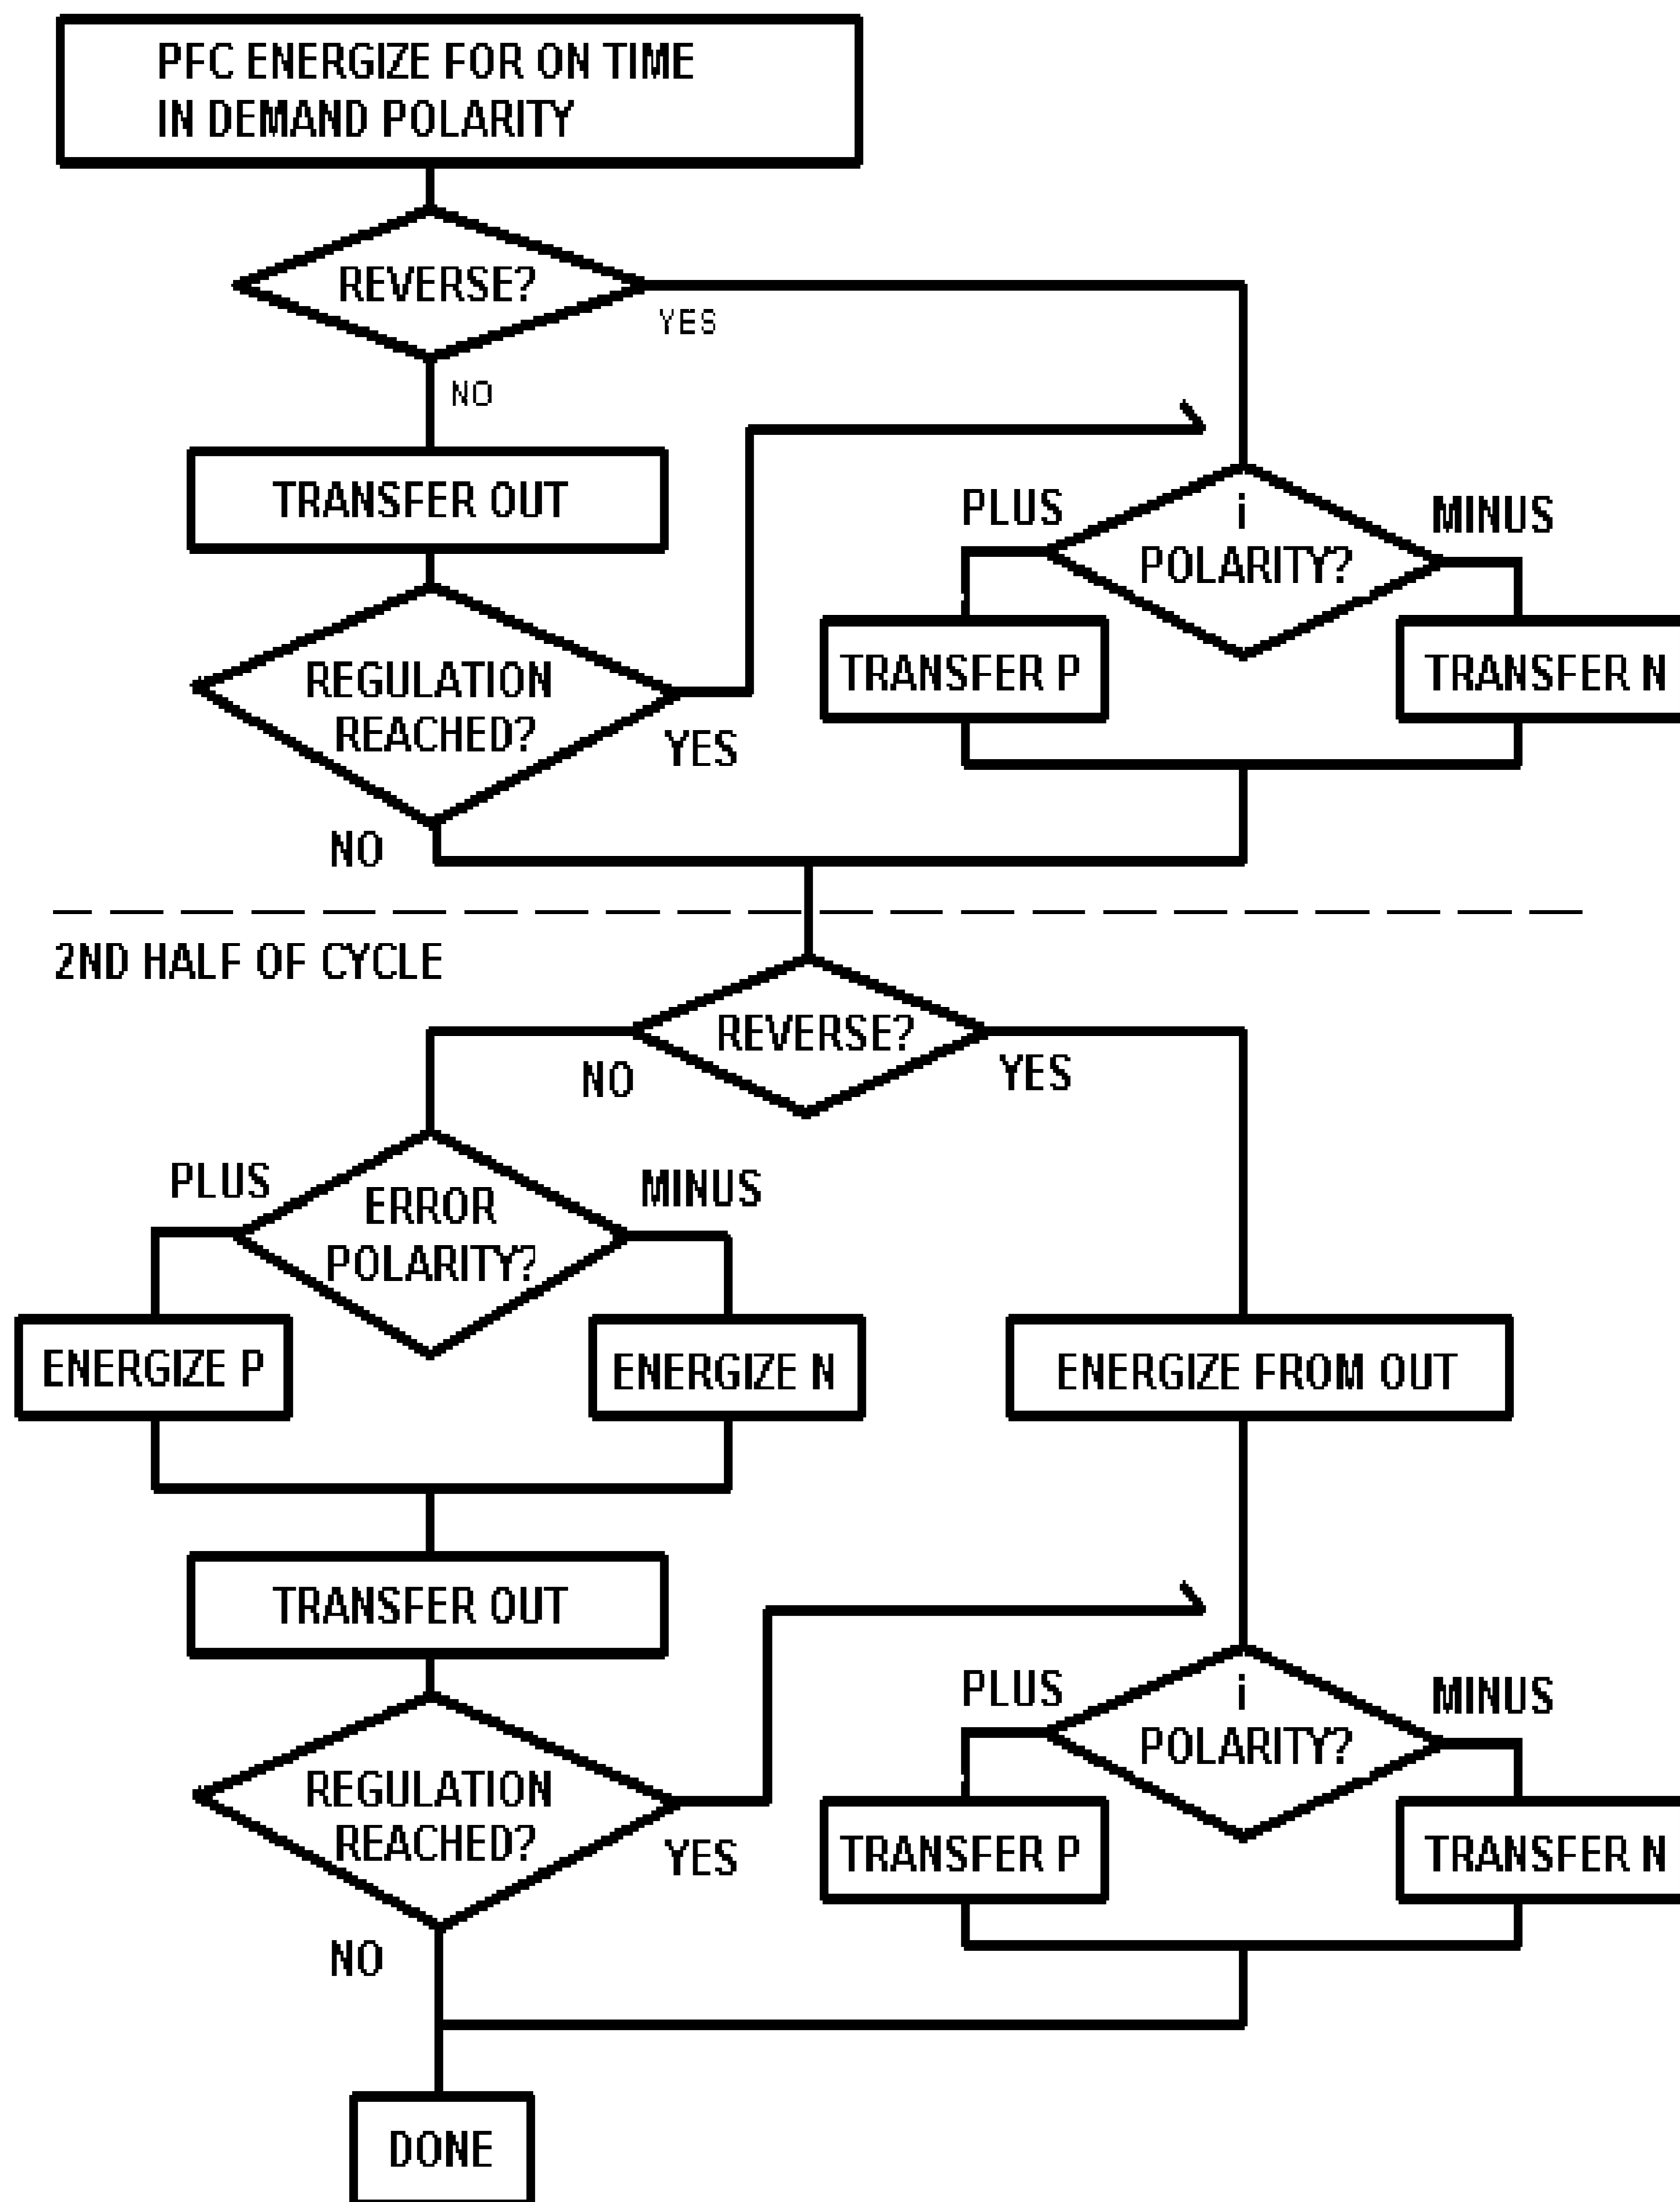 PFC ENERGIZE FOR ON TIME
IN DEMAND POLARITY
REVERSE?
YES
NO
TRANSFER OUT
PLUS
i
POLARITY?
MINUS
TRANSFER P
TRANSFER N
REGULATION
REACHED?
YES
NO
2ND HALF OF CYCLE
REVERSE?
NO
YES
PLUS
ERROR
POLARITY?
MINUS
ENERGIZE P
ENERGIZE N
ENERGIZE FROM OUT
TRANSFER OUT
PLUS
i
POLARITY?
MINUS
REGULATION
REACHED?
YES
TRANSFER P
TRANSFER N
NO
DONE